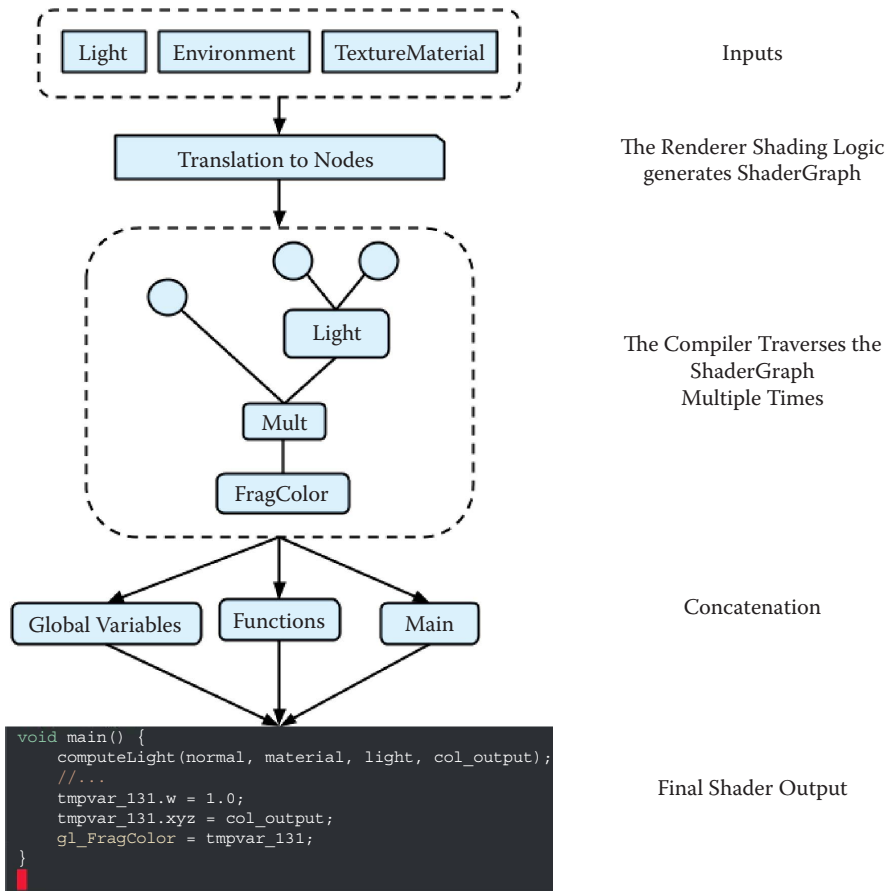 Light Environment TextureMaterial
Inputs
Translation to Nodes
The Renderer Shading Logic
generates ShaderGraph
Light
Mult
FragColor
The Compiler Traverses the
ShaderGraph
Multiple Times
Global Variables Functions Main
Concatenation
void main() {
    computeLight(normal, material, light, col_output);
    //...
    tmpvar_131.w = 1.0;
    tmpvar_131.xyz = col_output;
    gl_FragColor = tmpvar_131;
}
Final Shader Output